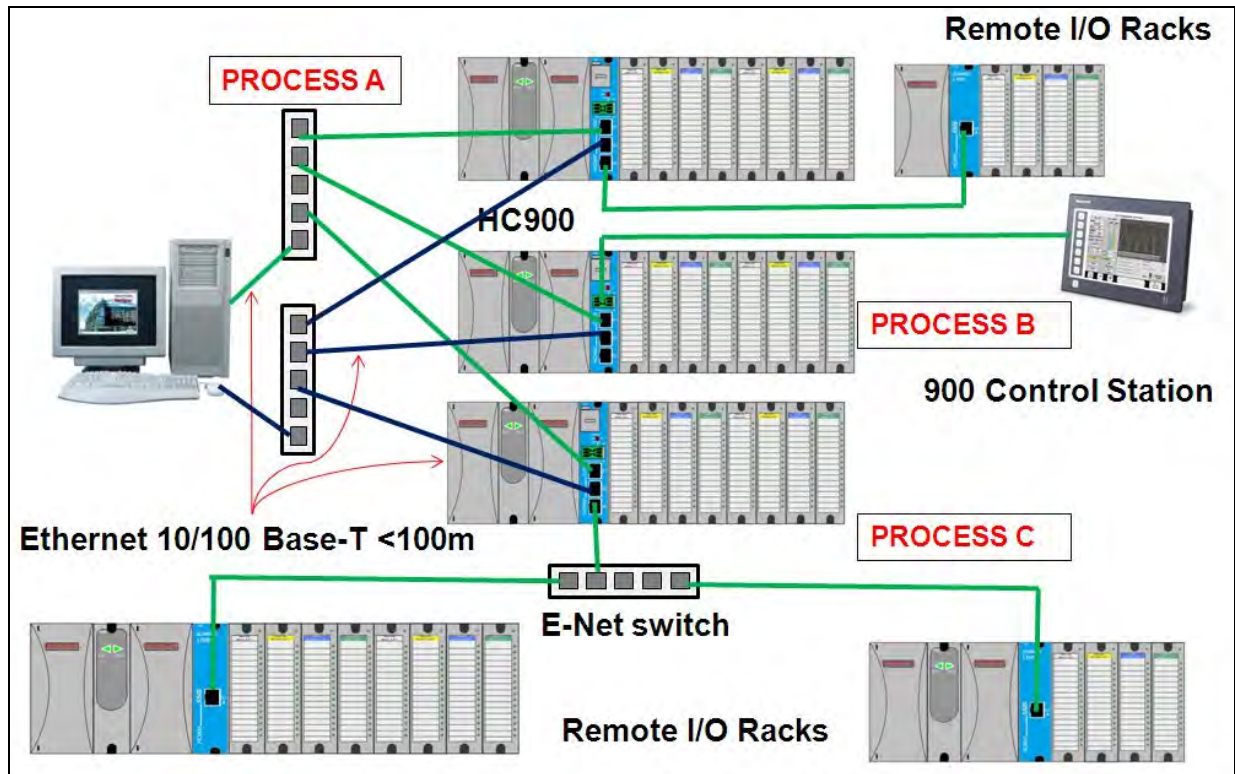 Remote I/O Racks
PROCESS A
HC900
PROCESS B
900 Control Station
Ethernet 10/100 Base-T <100m
PROCESS C
E-Net switch
Remote I/O Racks